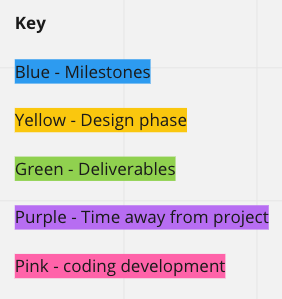 Key
Blue - Milestones
Yellow - Design phase
Green - Deliverables
Purple - Time away from project
Pink - coding development